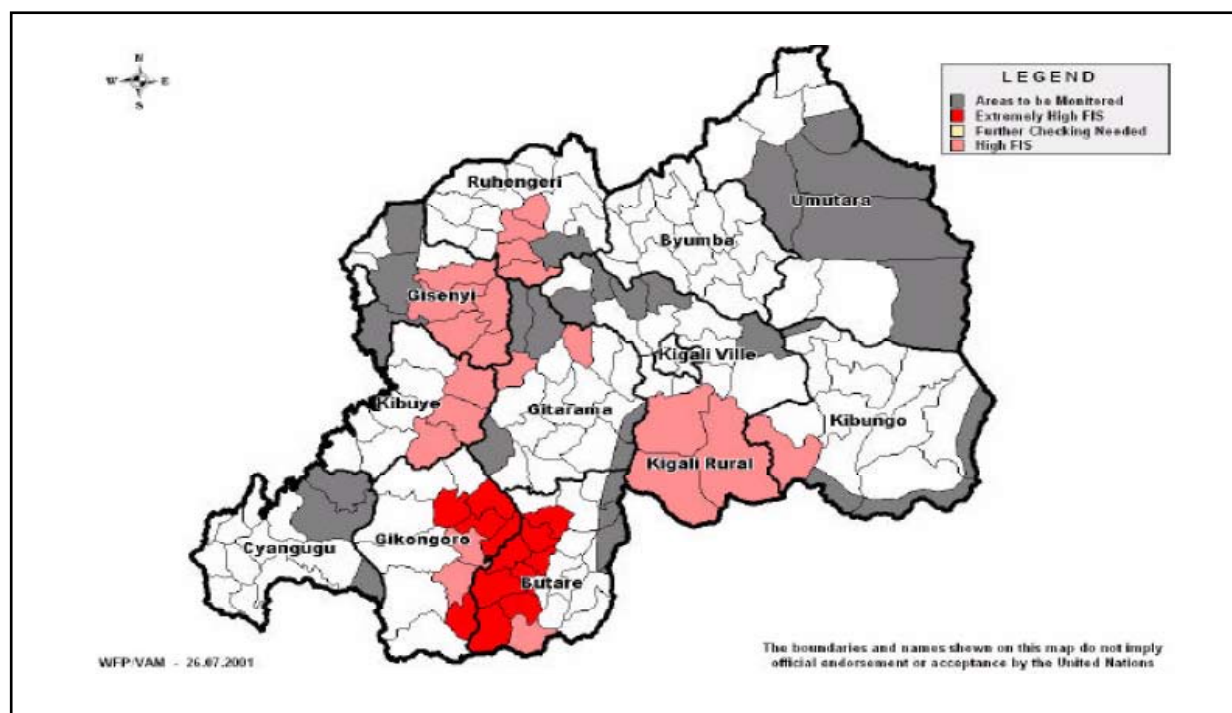 N
W E
S
LEGEND
Areas to be Monitored
Extremely High FIS
Further Checking Needed
High FIS
Ruhengeri
Umutara
Byumba
Gisenyi
Kigali Ville
Kibuye
Gitarama
Kibungo
Kigali Rural
Gikongoro
Cyangugu
Butare
WFP/VAM - 26.07.2001
The boundaries and names shown on this map do not imply
official endorsement or acceptance by the United Nations